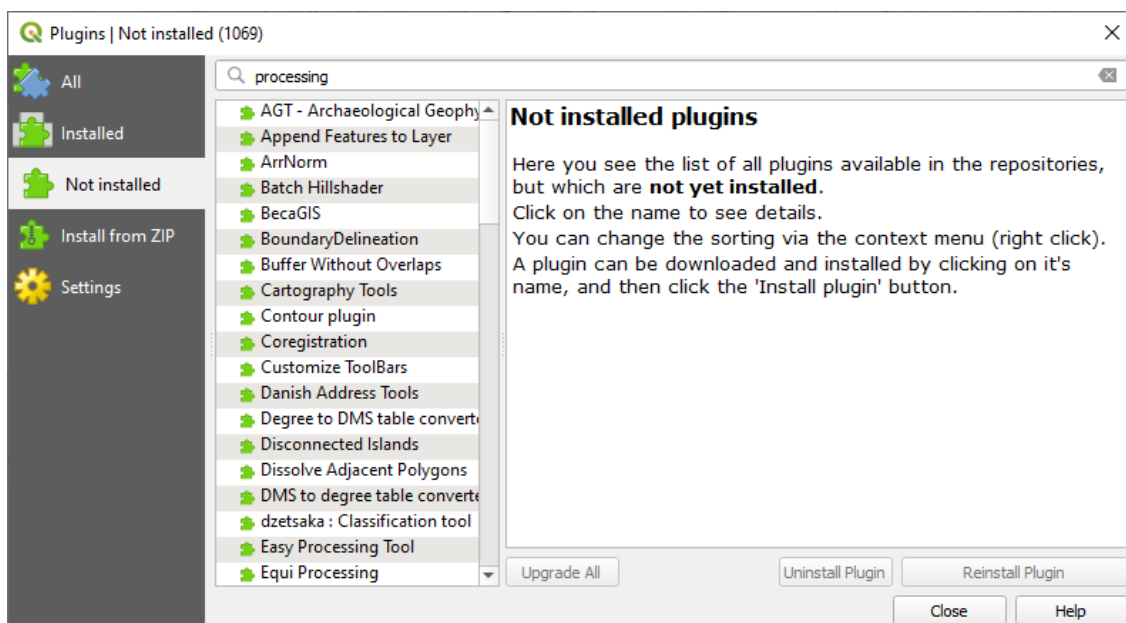 Plugins | Not installed (1069)
All
Installed
Not installed
Install from ZIP
Settings
processing
AGT - Archaeological Geophy
Append Features to Layer
ArrNorm
Batch Hillshader
BecaGIS
BoundaryDelineation
Buffer Without Overlaps
Cartography Tools
Contour plugin
Coregistration
Customize ToolBars
Danish Address Tools
Degree to DMS table converte
Disconnected Islands
Dissolve Adjacent Polygons
DMS to degree table converte
dzetsaka : Classification tool
Easy Processing Tool
Equi Processing
Not installed plugins
Here you see the list of all plugins available in the repositories,
but which are not yet installed.
Click on the name to see details.
You can change the sorting via the context menu (right click).
A plugin can be downloaded and installed by clicking on it's
name, and then click the 'Install plugin' button.
Upgrade All
Uninstall Plugin
Reinstall Plugin
Close
Help